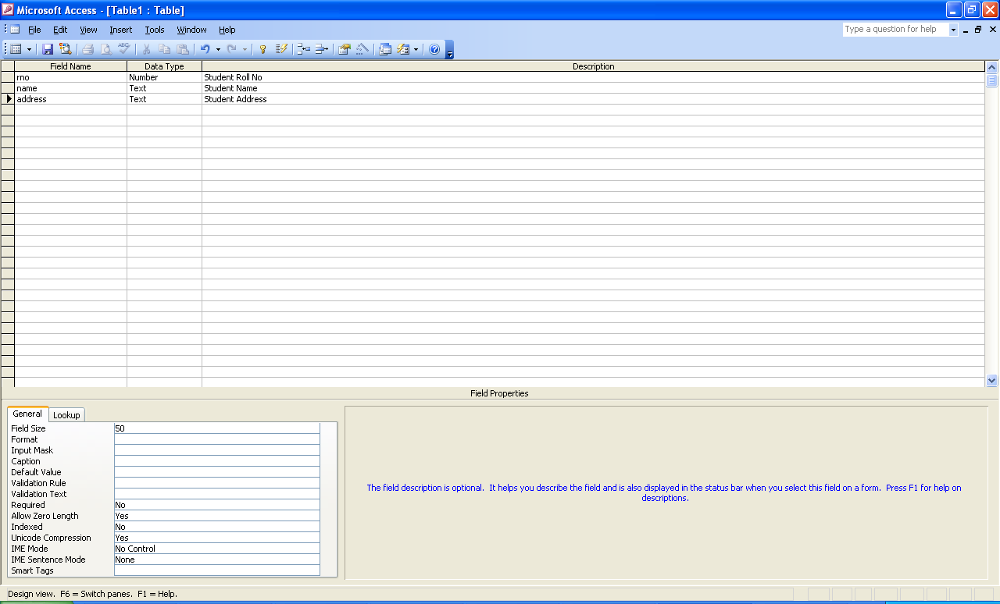 Microsoft Access - [Table1 : Table]
File Edit View Insert Tools Window Help Type a question for help
Field Name Data Type Description
rno Number Student Roll No
name Text Student Name
address Text Student Address
Field Properties
General Lookup
Field Size 50
Format
Input Mask
Caption
Default Value
Validation Rule
Validation Text
Required No
Allow Zero Length Yes
Indexed No
Unicode Compression Yes
IME Mode No Control
IME Sentence Mode None
Smart Tags
The field description is optional. It helps you describe the field and is also displayed in the status bar when you select this field on a form. Press F1 for help on
descriptions.
Design view. F6 = Switch panes. F1 = Help.